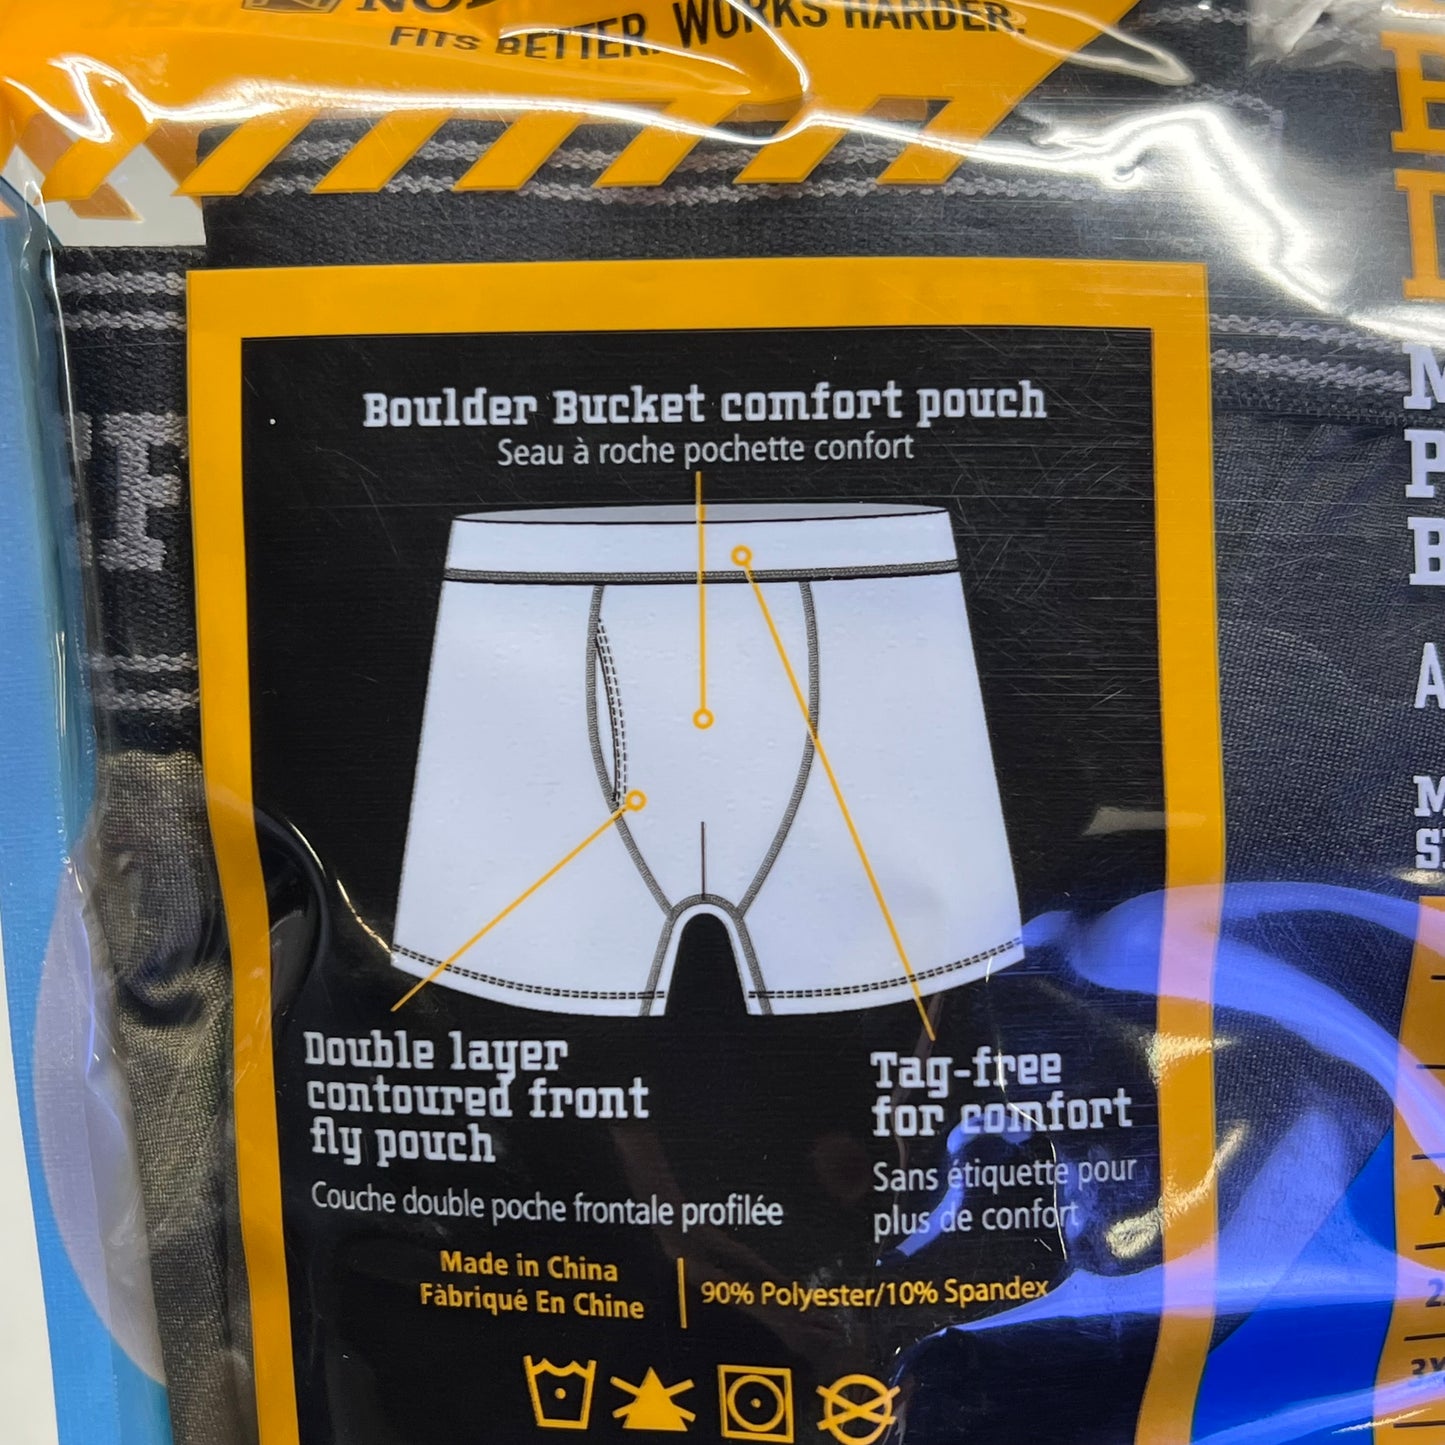 FITS BETTER. WORKS HARDER.
Boulder Bucket comfort pouch
Seau à roche pochette confort
Double layer
contoured front
fly pouch
Couche double poche frontale profilée
Tag-free
for comfort
Sans étiquette pour
plus de confort
Made in China
Fàbriqué En Chine
90% Polyester/10% Spandex